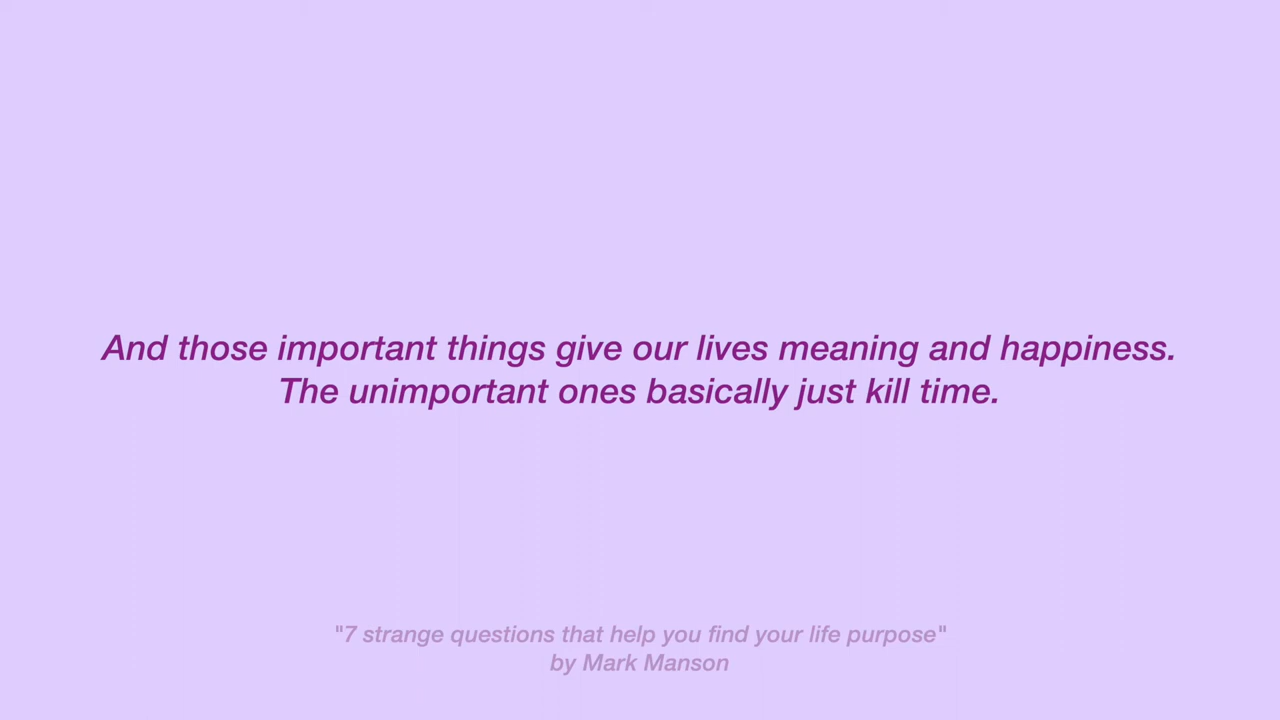 And those important things give our lives meaning and happiness.
The unimportant ones basically just kill time.
"7 strange questions that help you find your life purpose"
by Mark Manson